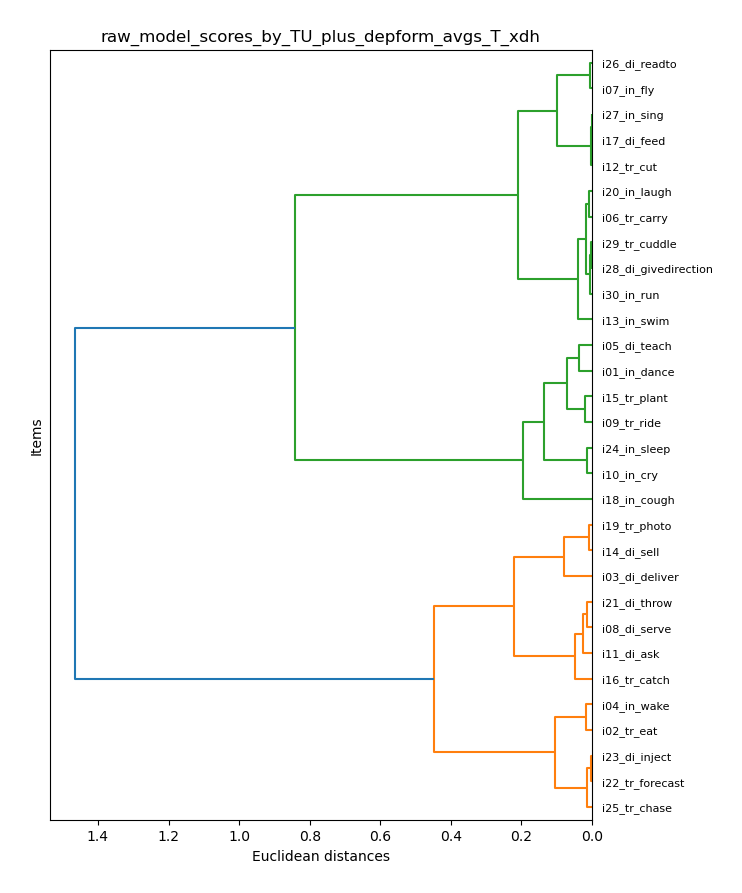 raw_model_scores_by_TU_plus_depform_avgs_T_xdh
i26_di_readto
i07_in_fly
i27_in_sing
i17_di_feed
i12_tr_cut
i20_in_laugh
i06_tr_carry
i29_tr_cuddle
i28_di_givedirection
i30_in_run
i13_in_swim
i05_di_teach
i01_in_dance
i15_tr_plant
i09_tr_ride
i24_in_sleep
i10_in_cry
i18_in_cough
i19_tr_photo
i14_di_sell
i03_di_deliver
i21_di_throw
i08_di_serve
i11_di_ask
i16_tr_catch
i04_in_wake
i02_tr_eat
i23_di_inject
i22_tr_forecast
i25_tr_chase
Items
1.4 1.2 1.0 0.8 0.6 0.4 0.2 0.0
Euclidean distances